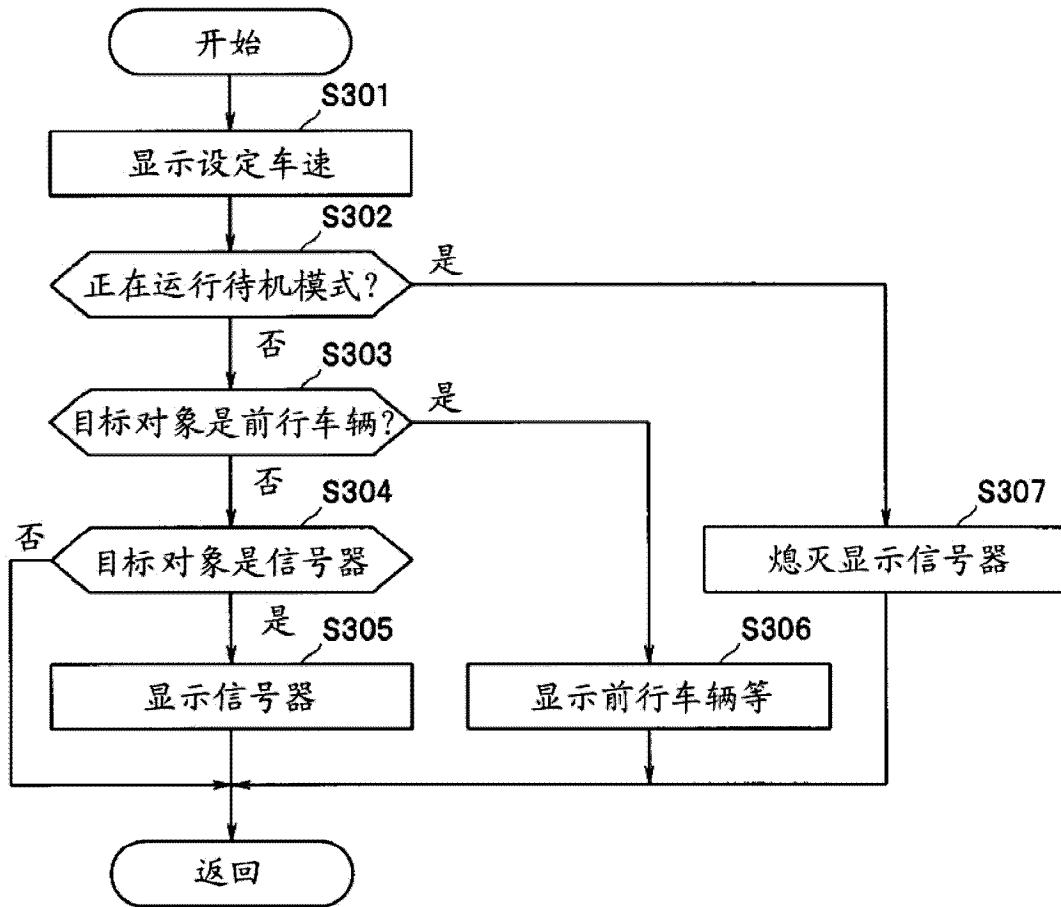 开始
S301
显示设定车速
S302
正在运行待机模式?
是
否
S303
目标对象是前行车辆?
是
否
S304
目标对象是信号器
否
是
S307
熄灭显示信号器
S305
显示信号器
S306
显示前行车辆等
返回